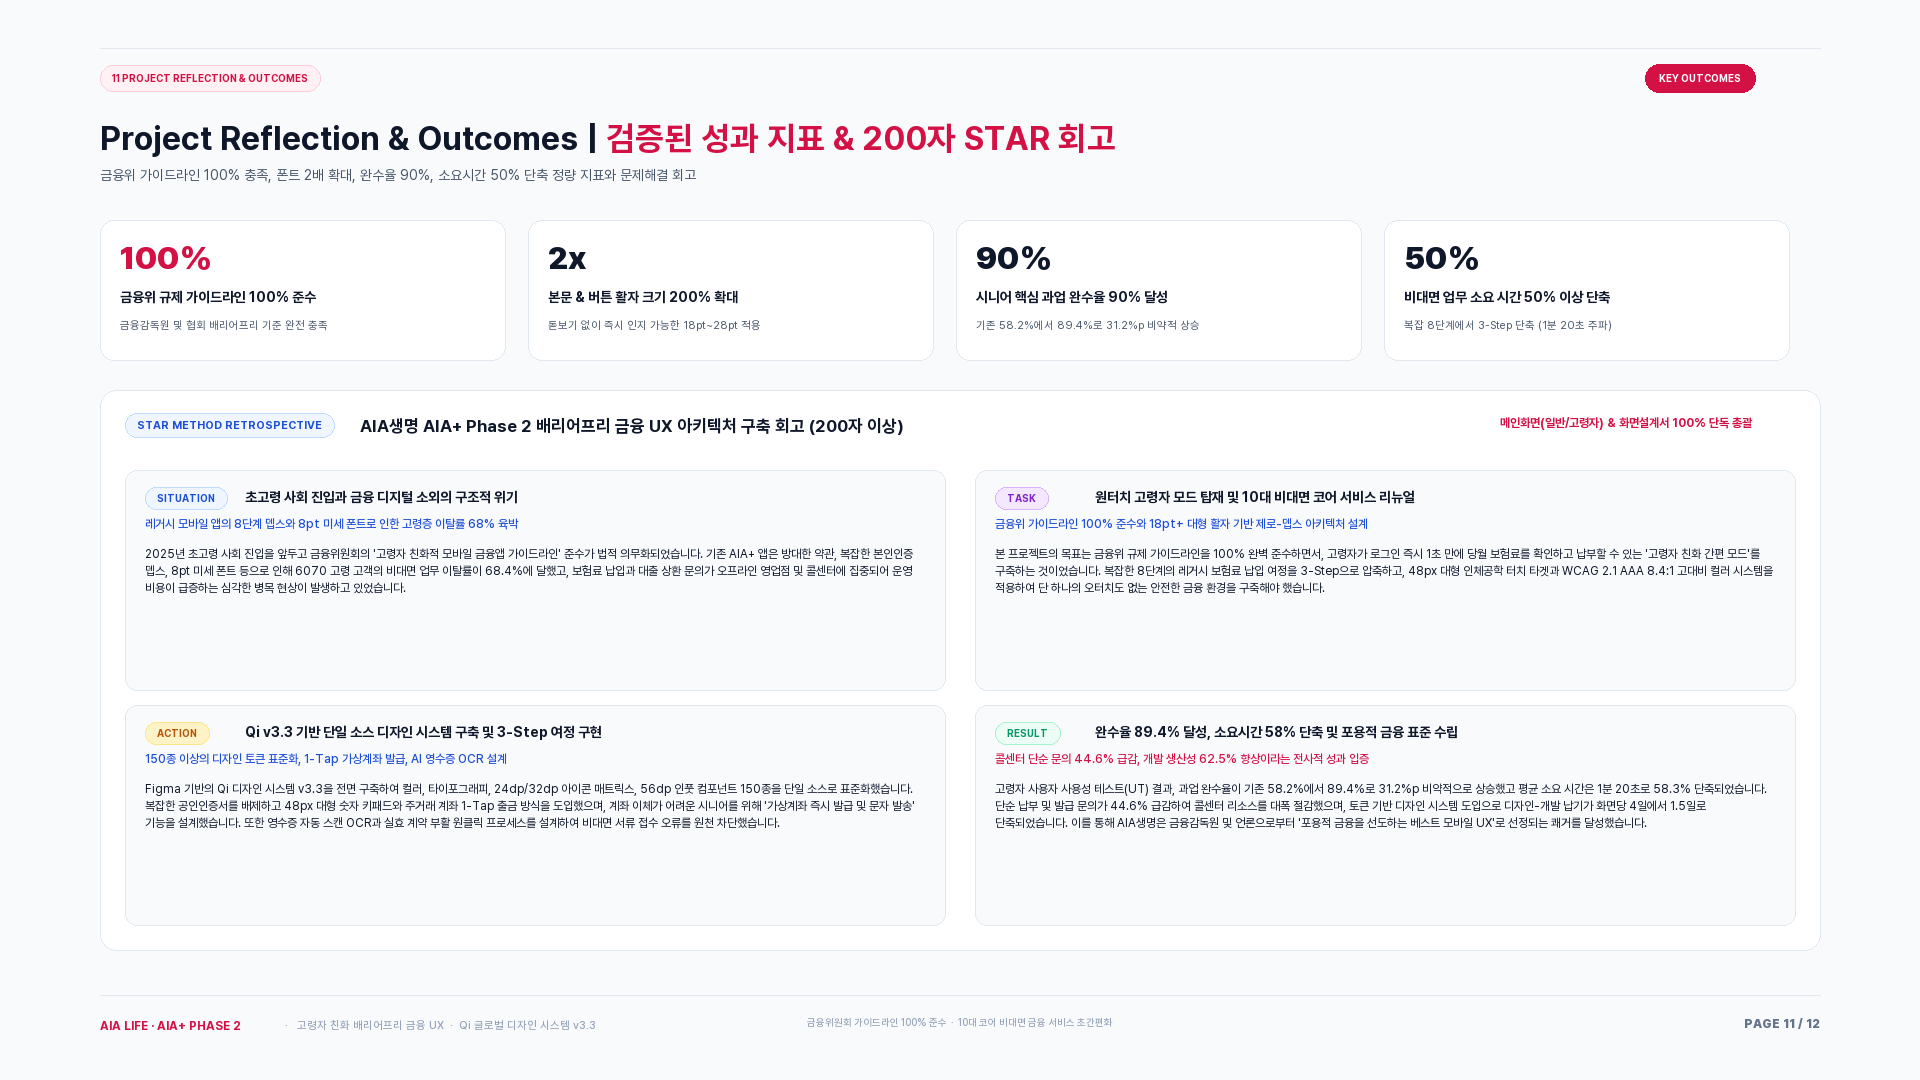 11 PROJECT REFLECTION & OUTCOMES
KEY OUTCOMES
Project Reflection & Outcomes | 검증된 성과 지표 & 200자 STAR 회고
금융위 가이드라인 100% 충족, 폰트 2배 확대, 완수율 90%, 소요시간 50% 단축 정량 지표와 문제해결 회고
100%
금융위 규제 가이드라인 100% 준수
금융감독원 및 협회 배리어프리 기준 완전 충족
2x
본문 & 버튼 활자 크기 200% 확대
돋보기 없이 즉시 인지 가능한 18pt~28pt 적용
90%
시니어 핵심 과업 완수율 90% 달성
기존 58.2%에서 89.4%로 31.2%p 비약적 상승
50%
비대면 업무 소요 시간 50% 이상 단축
복잡 8단계에서 3-Step 단축 (1분 20초 주파)
STAR METHOD RETROSPECTIVE
AIA생명 AIA+ Phase 2 배리어프리 금융 UX 아키텍처 구축 회고 (200자 이상)
메인화면(일반/고령자) & 화면설계서 100% 단독 총괄
SITUATION
초고령 사회 진입과 금융 디지털 소외의 구조적 위기
레거시 모바일 앱의 8단계 뎁스와 8pt 미세 폰트로 인한 고령층 이탈률 68% 육박
2025년 초고령 사회 진입을 앞두고 금융위원회의 '고령자 친화적 모바일 금융앱 가이드라인' 준수가 법적 의무화되었습니다. 기존 AIA+ 앱은 방대한 약관, 복잡한 본인인증
뎁스, 8pt 미세 폰트 등으로 인해 6070 고령 고객의 비대면 업무 이탈률이 68.4%에 달했고, 보험료 납입과 대출 상환 문의가 오프라인 영업점 및 콜센터에 집중되어 운영
비용이 급증하는 심각한 병목 현상이 발생하고 있었습니다.
TASK
원터치 고령자 모드 탑재 및 10대 비대면 코어 서비스 리뉴얼
금융위 가이드라인 100% 준수와 18pt+ 대형 활자 기반 제로-뎁스 아키텍처 설계
본 프로젝트의 목표는 금융위 규제 가이드라인을 100% 완벽 준수하면서, 고령자가 로그인 즉시 1초 만에 당월 보험료를 확인하고 납부할 수 있는 '고령자 친화 간편 모드'를
구축하는 것이었습니다. 복잡한 8단계의 레거시 보험료 납입 여정을 3-Step으로 압축하고, 48px 대형 인체공학 터치 타겟과 WCAG 2.1 AAA 8.4:1 고대비 컬러 시스템을
적용하여 단 하나의 오터치도 없는 안전한 금융 환경을 구축해야 했습니다.
ACTION
Qi v3.3 기반 단일 소스 디자인 시스템 구축 및 3-Step 여정 구현
150종 이상의 디자인 토큰 표준화, 1-Tap 가상계좌 발급, AI 영수증 OCR 설계
Figma 기반의 Qi 디자인 시스템 v3.3을 전면 구축하여 컬러, 타이포그래피, 24dp/32dp 아이콘 매트릭스, 56dp 인풋 컴포넌트 150종을 단일 소스로 표준화했습니다.
복잡한 공인인증서를 배제하고 48px 대형 숫자 키패드와 주거래 계좌 1-Tap 출금 방식을 도입했으며, 계좌 이체가 어려운 시니어를 위해 '가상계좌 즉시 발급 및 문자 발송'
기능을 설계했습니다. 또한 영수증 자동 스캔 OCR과 실효 계약 부활 원클릭 프로세스를 설계하여 비대면 서류 접수 오류를 원천 차단했습니다.
RESULT
완수율 89.4% 달성, 소요시간 58% 단축 및 포용적 금융 표준 수립
콜센터 단순 문의 44.6% 급감, 개발 생산성 62.5% 향상이라는 전사적 성과 입증
고령자 사용자 사용성 테스트(UT) 결과, 과업 완수율이 기존 58.2%에서 89.4%로 31.2%p 비약적으로 상승했고 평균 소요 시간은 1분 20초로 58.3% 단축되었습니다.
단순 납부 및 발급 문의가 44.6% 급감하여 콜센터 리소스를 대폭 절감했으며, 토큰 기반 디자인 시스템 도입으로 디자인-개발 납기가 화면당 4일에서 1.5일로
단축되었습니다. 이를 통해 AIA생명은 금융감독원 및 언론으로부터 '포용적 금융을 선도하는 베스트 모바일 UX'로 선정되는 쾌거를 달성했습니다.
AIA LIFE · AIA+ PHASE 2
· 고령자 친화 배리어프리 금융 UX · Qi 글로벌 디자인 시스템 v3.3
금융위원회 가이드라인 100% 준수 · 10대 코어 비대면 금융 서비스 초간편화
PAGE 11 / 12